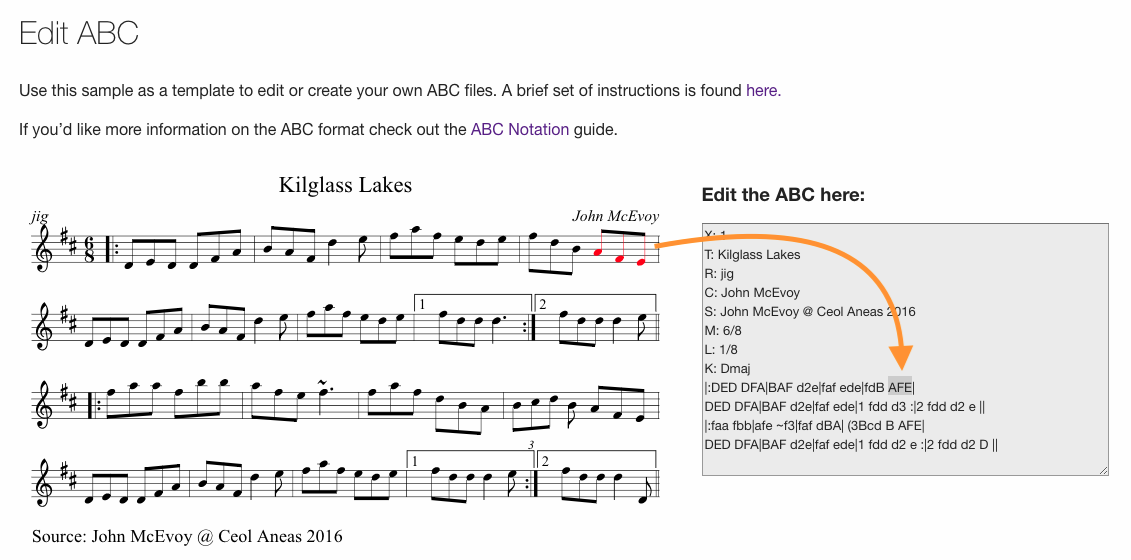 Edit ABC
Use this sample as a template to edit or create your own ABC files. A brief set of instructions is found here.
If you’d like more information on the ABC format check out the ABC Notation guide.
Kilglass Lakes
jig
John McEvoy
6
8
1
2
3
1
2
Source: John McEvoy @ Ceol Aneas 2016
Edit the ABC here:
X: 1
T: Kilglass Lakes
R: jig
C: John McEvoy
S: John McEvoy @ Ceol Aneas 2016
M: 6/8
L: 1/8
K: Dmaj
|:DED DFA|BAF d2e|faf ede|fdB AFE|
DED DFA|BAF d2e|faf ede|1 fdd d3 :|2 fdd d2 e ||
|:faa fbb|afe ~f3|faf dBA| (3Bcd B AFE|
DED DFA|BAF d2e|faf ede|1 fdd d2 e :|2 fdd d2 D ||